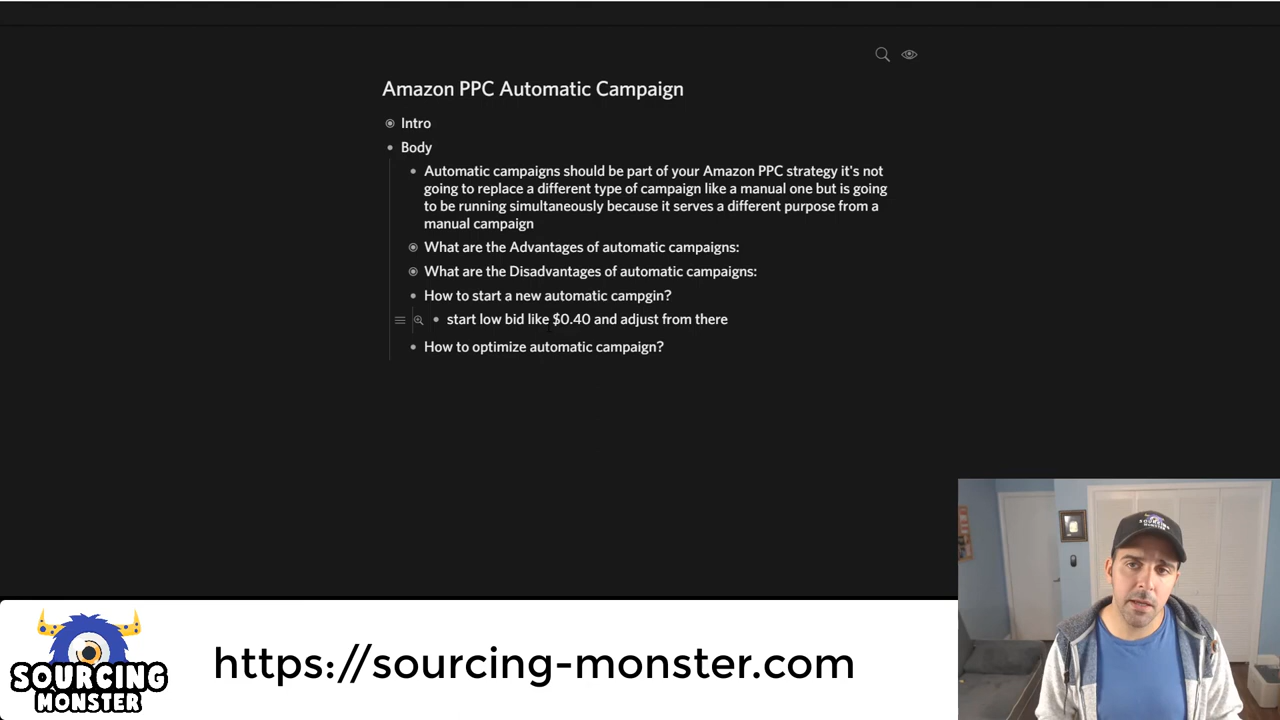 Amazon PPC Automatic Campaign
Intro
Body
Automatic campaigns should be part of your Amazon PPC strategy it's not
going to replace a different type of campaign like a manual one but is going
to be running simultaneously because it serves a different purpose from a
manual campaign
What are the Advantages of automatic campaigns:
What are the Disadvantages of automatic campaigns:
How to start a new automatic campgin?
start low bid like $0.40 and adjust from there
How to optimize automatic campaign?
SOURCING
MONSTER
https://sourcing-monster.com
SOURCING
MONSTER